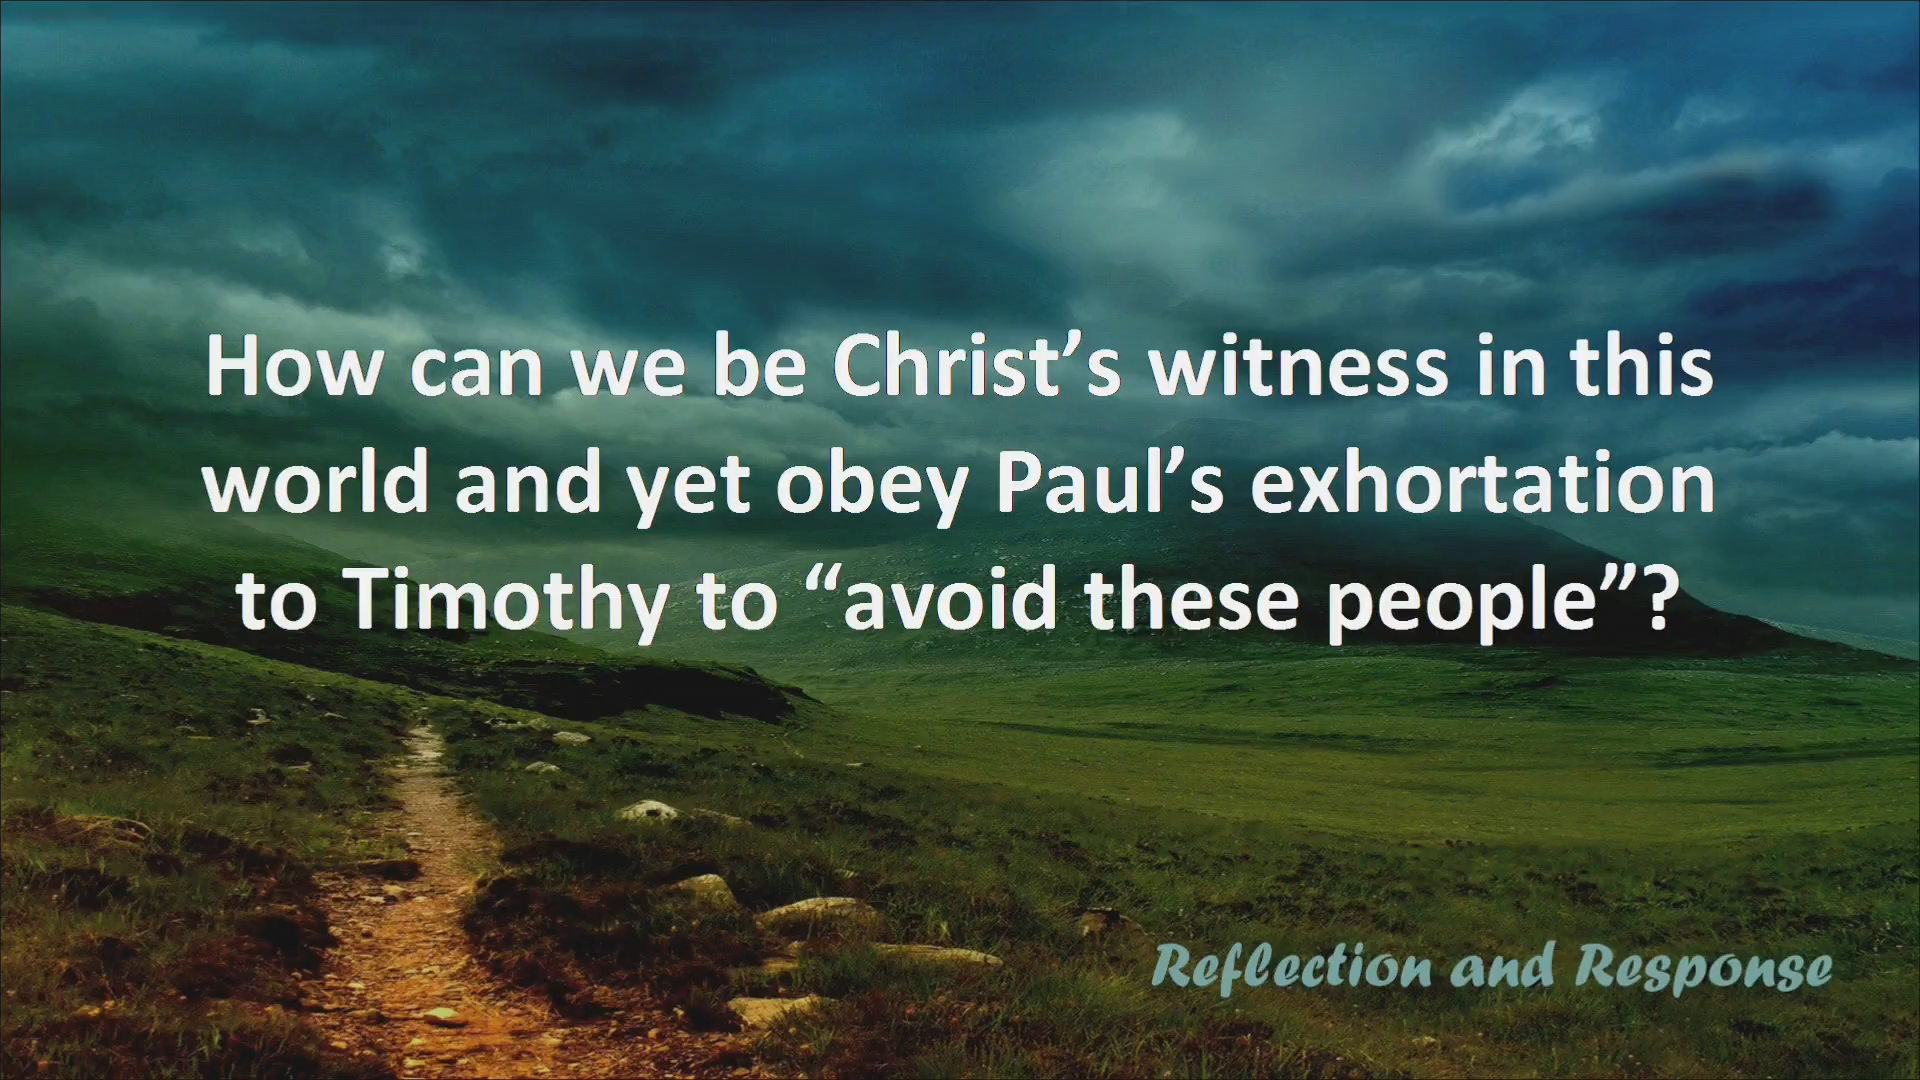 How can we be Christ’s witness in this
world and yet obey Paul’s exhortation
to Timothy to “avoid these people”?
Reflection and Response